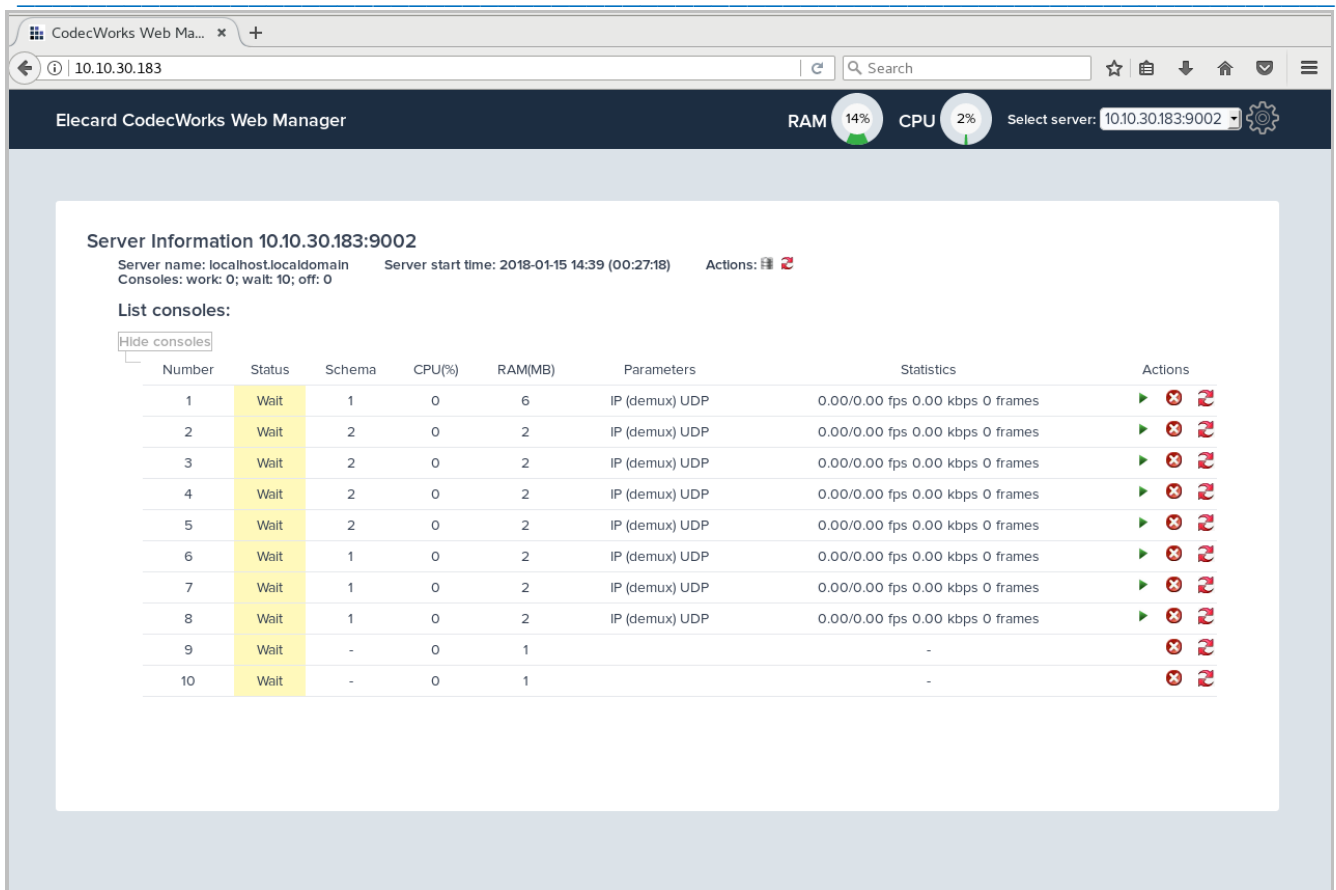 CodecWorks Web Ma... × +
10.10.30.183 Search
Elecard CodecWorks Web Manager RAM 14% CPU 2% Select server: 10.10.30.183:9002
Server Information 10.10.30.183:9002
Server name: localhost.localdomain Server start time: 2018-01-15 14:39 (00:27:18) Actions:
Consoles: work: 0; wait: 10; off: 0
List consoles:
Hide consoles
Number Status Schema CPU(%) RAM(MB) Parameters Statistics Actions
1 Wait 1 0 6 IP (demux) UDP 0.00/0.00 fps 0.00 kbps 0 frames
2 Wait 2 0 2 IP (demux) UDP 0.00/0.00 fps 0.00 kbps 0 frames
3 Wait 2 0 2 IP (demux) UDP 0.00/0.00 fps 0.00 kbps 0 frames
4 Wait 2 0 2 IP (demux) UDP 0.00/0.00 fps 0.00 kbps 0 frames
5 Wait 2 0 2 IP (demux) UDP 0.00/0.00 fps 0.00 kbps 0 frames
6 Wait 1 0 2 IP (demux) UDP 0.00/0.00 fps 0.00 kbps 0 frames
7 Wait 1 0 2 IP (demux) UDP 0.00/0.00 fps 0.00 kbps 0 frames
8 Wait 1 0 2 IP (demux) UDP 0.00/0.00 fps 0.00 kbps 0 frames
9 Wait - 0 1 -
10 Wait - 0 1 -